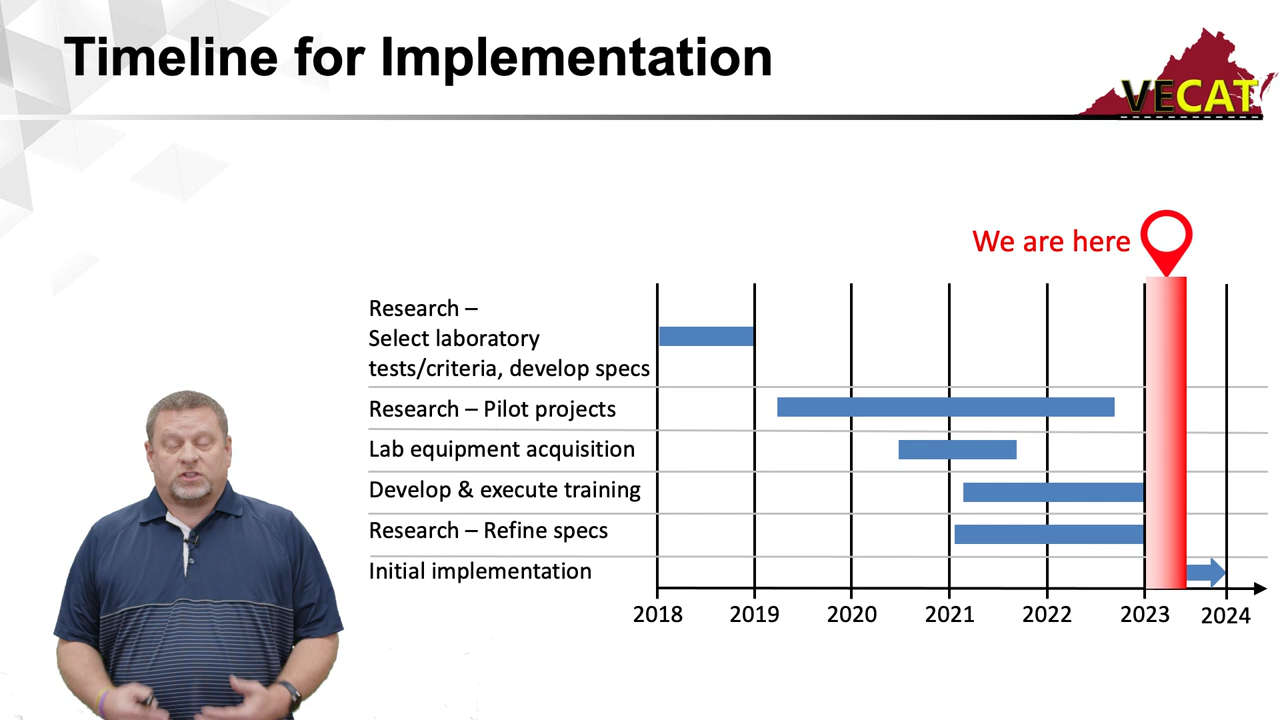 Timeline for Implementation
VECAT
We are here
Research –
Select laboratory
tests/criteria, develop specs
Research – Pilot projects
Lab equipment acquisition
Develop & execute training
Research – Refine specs
Initial implementation
2018 2019 2020 2021 2022 2023 2024